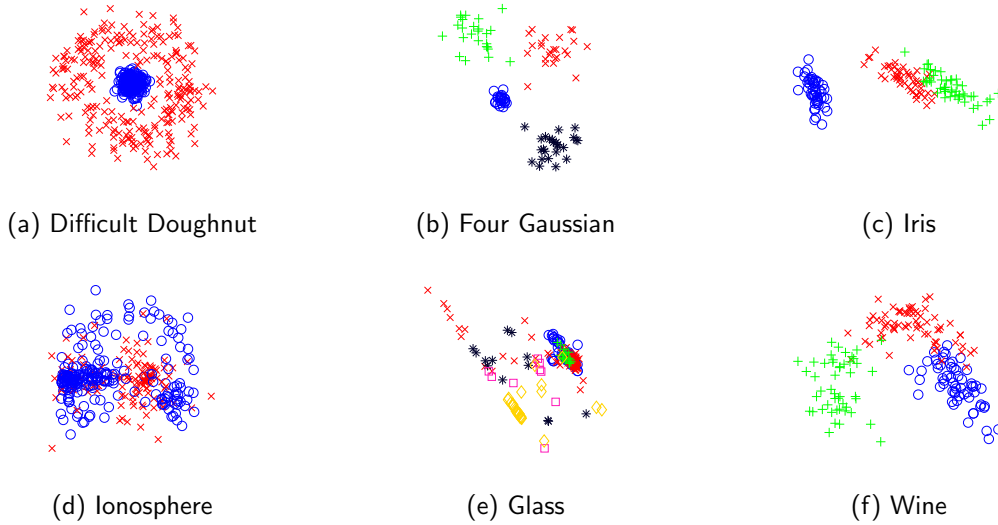 (a) Difficult Doughnut
(b) Four Gaussian
(c) Iris
(d) Ionosphere
(e) Glass
(f) Wine